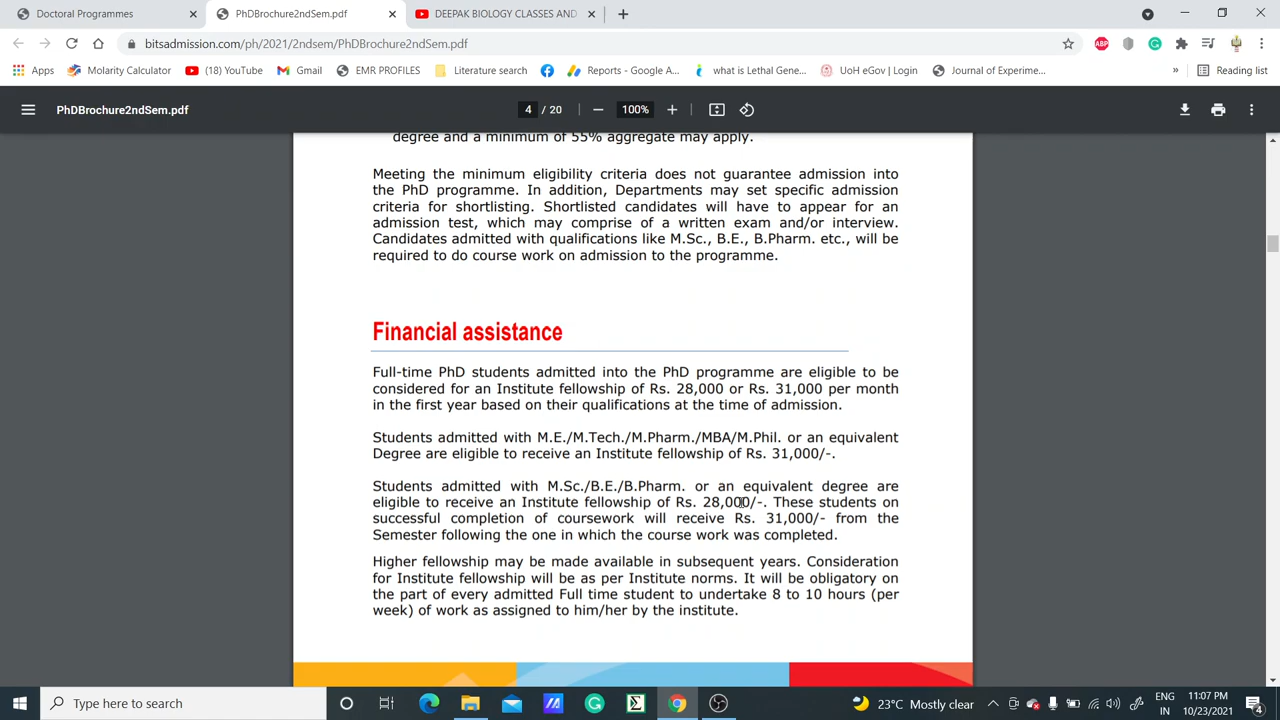 Doctoral Programmes
PhDBrochure2ndSem.pdf
DEEPAK BIOLOGY CLASSES AND
bitsadmission.com/ph/2021/2ndsem/PhDBrochure2ndSem.pdf
ABP
Apps
Molarity Calculator
(18) YouTube
Gmail
EMR PROFILES
Literature search
Reports - Google A...
what is Lethal Gene...
UoH eGov | Login
Journal of Experime...
»
Reading list
PhDBrochure2ndSem.pdf
4 / 20
100%
degree and a minimum of 55% aggregate may apply.
Meeting the minimum eligibility criteria does not guarantee admission into
the PhD programme. In addition, Departments may set specific admission
criteria for shortlisting. Shortlisted candidates will have to appear for an
admission test, which may comprise of a written exam and/or interview.
Candidates admitted with qualifications like M.Sc., B.E., B.Pharm. etc., will be
required to do course work on admission to the programme.
Financial assistance
Full-time PhD students admitted into the PhD programme are eligible to be
considered for an Institute fellowship of Rs. 28,000 or Rs. 31,000 per month
in the first year based on their qualifications at the time of admission.
Students admitted with M.E./M.Tech./M.Pharm./MBA/M.Phil. or an equivalent
Degree are eligible to receive an Institute fellowship of Rs. 31,000/-.
Students admitted with M.Sc./B.E./B.Pharm. or an equivalent degree are
eligible to receive an Institute fellowship of Rs. 28,000/-. These students on
successful completion of coursework will receive Rs. 31,000/- from the
Semester following the one in which the course work was completed.
Higher fellowship may be made available in subsequent years. Consideration
for Institute fellowship will be as per Institute norms. It will be obligatory on
the part of every admitted Full time student to undertake 8 to 10 hours (per
week) of work as assigned to him/her by the institute.
Type here to search
23°C Mostly clear
ENG
IN
11:07 PM
10/23/2021
4